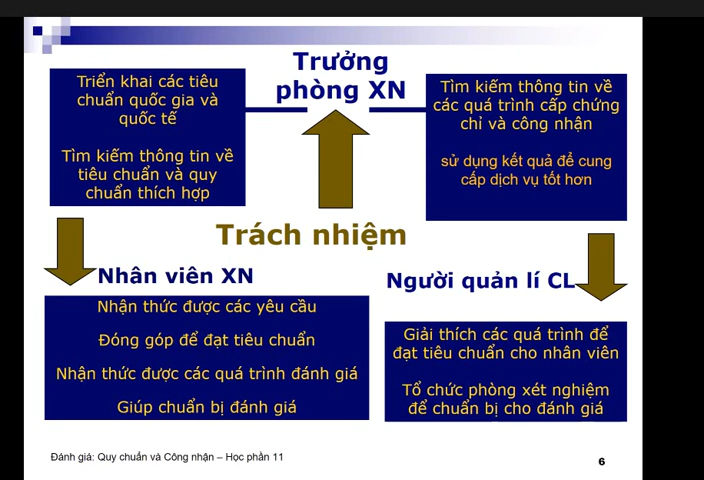 Trưởng
phòng XN
Triển khai các tiêu
chuẩn quốc gia và
quốc tế
Tìm kiếm thông tin về
tiêu chuẩn và quy
chuẩn thích hợp
Tìm kiếm thông tin về
các quá trình cấp chứng
chỉ và công nhận
sử dụng kết quả để cung
cấp dịch vụ tốt hơn
Trách nhiệm
Nhân viên XN
Nhận thức được các yêu cầu
Đóng góp để đạt tiêu chuẩn
Nhận thức được các quá trình đánh giá
Giúp chuẩn bị đánh giá
Người quản lí CL
Giải thích các quá trình để
đạt tiêu chuẩn cho nhân viên
Tổ chức phòng xét nghiệm
để chuẩn bị cho đánh giá
Đánh giá: Quy chuẩn và Công nhận – Học phần 11
6